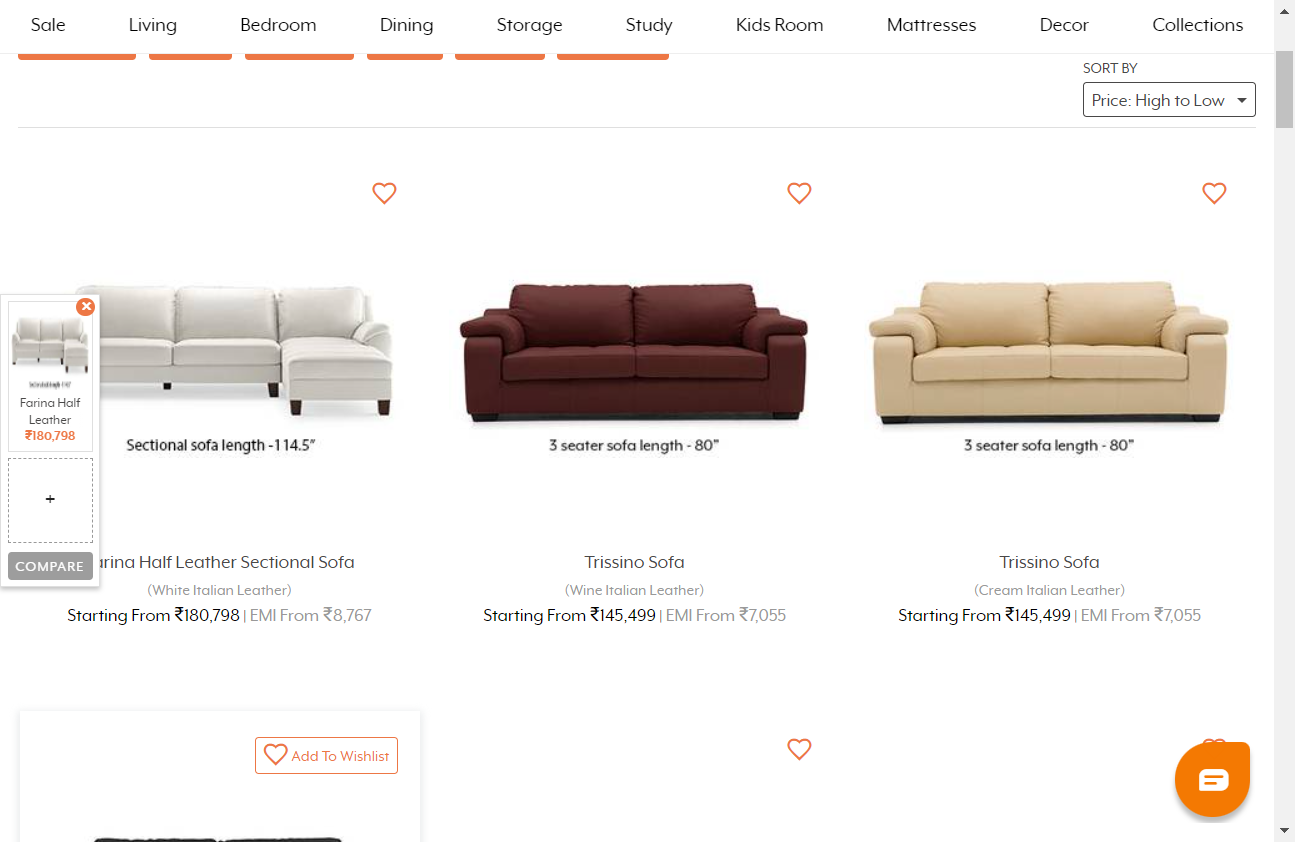 Sale Living Bedroom Dining Storage Study Kids Room Mattresses Decor Collections
SORT BY
Price: High to Low
Sectional sofa length -114.5”
3 seater sofa length - 80”
3 seater sofa length - 80”
Farina Half
Leather
₹180,798
+
COMPARE
arina Half Leather Sectional Sofa
(White Italian Leather)
Starting From ₹180,798 | EMI From ₹8,767
Trissino Sofa
(Wine Italian Leather)
Starting From ₹145,499 | EMI From ₹7,055
Trissino Sofa
(Cream Italian Leather)
Starting From ₹145,499 | EMI From ₹7,055
Add To Wishlist